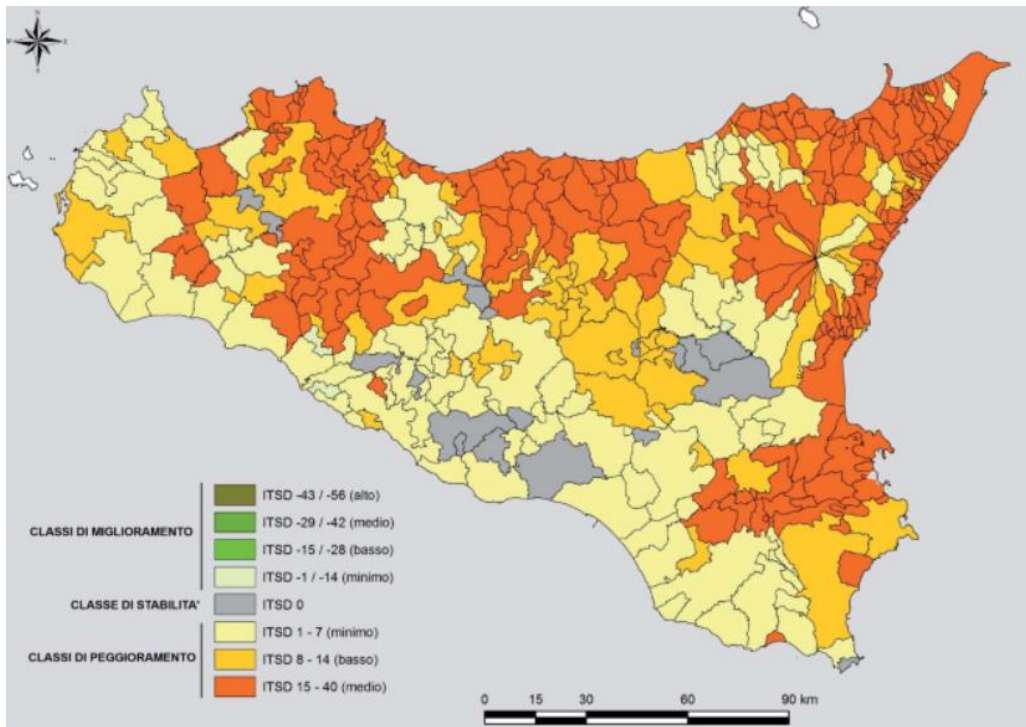 N
E
S
CLASSI DI MIGLIORAMENTO
ITSD -43 / -56 (alto)
ITSD -29 / -42 (medio)
ITSD -15 / -28 (basso)
ITSD -1 / -14 (minimo)
CLASSE DI STABILITA'
ITSD 0
CLASSI DI PEGGIORAMENTO
ITSD 1 - 7 (minimo)
ITSD 8 - 14 (basso)
ITSD 15 - 40 (medio)
0 15 30 60 90 km